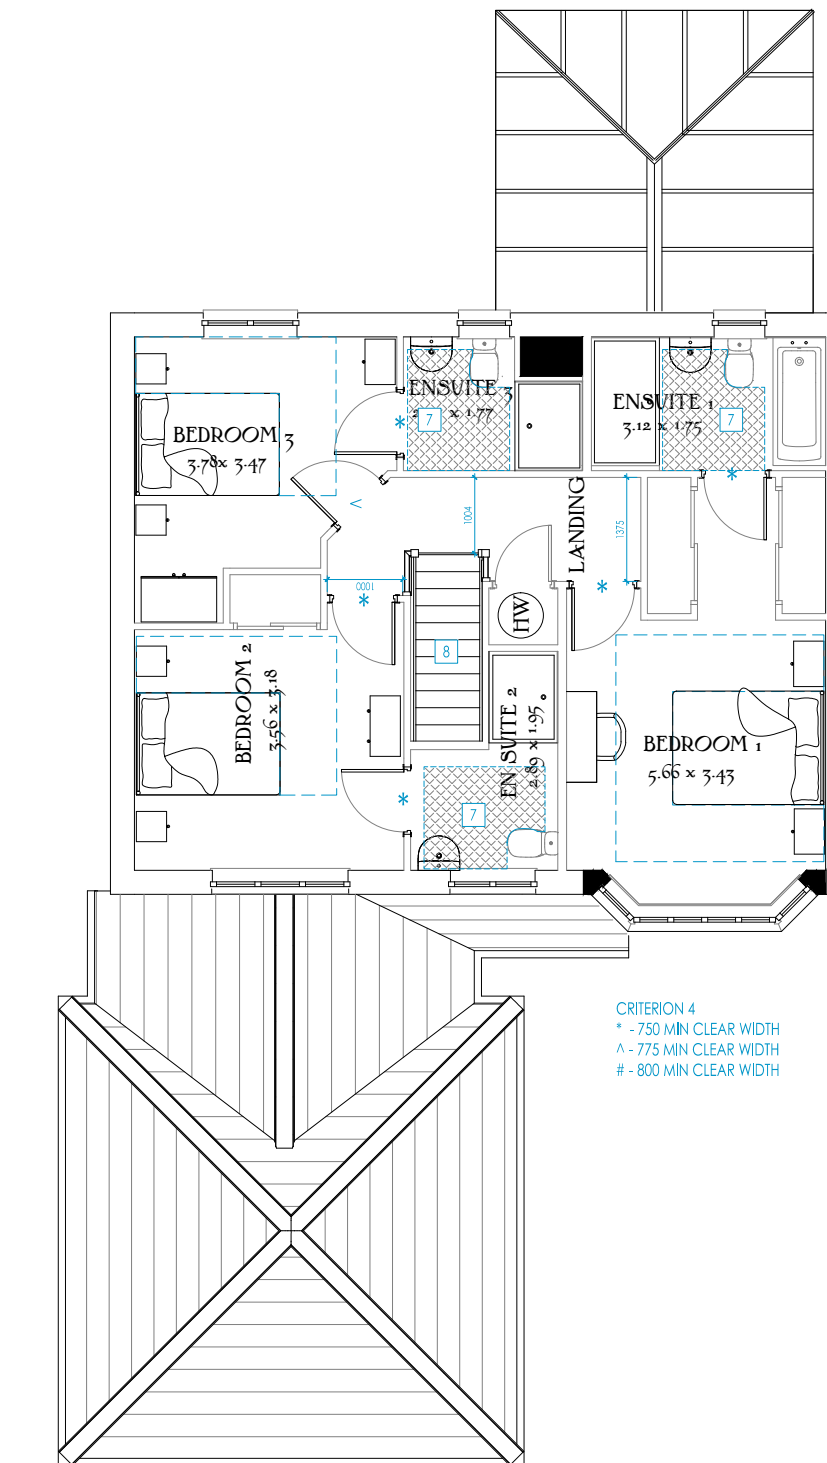 ENSUITE 3
x 1.77
7
ENSUITE 1
3.12 x 1.75
7
*
*
BEDROOM 3
3.78x 3.47
^
1004
LANDING
1375
1000
*
*
HW
8
BEDROOM 2
3.56 x 3.18
EN SUITE 2
2.89 x 1.95
BEDROOM 1
5.66 x 3.43
*
7
CRITERION 4
* - 750 MIN CLEAR WIDTH
^ - 775 MIN CLEAR WIDTH
# - 800 MIN CLEAR WIDTH